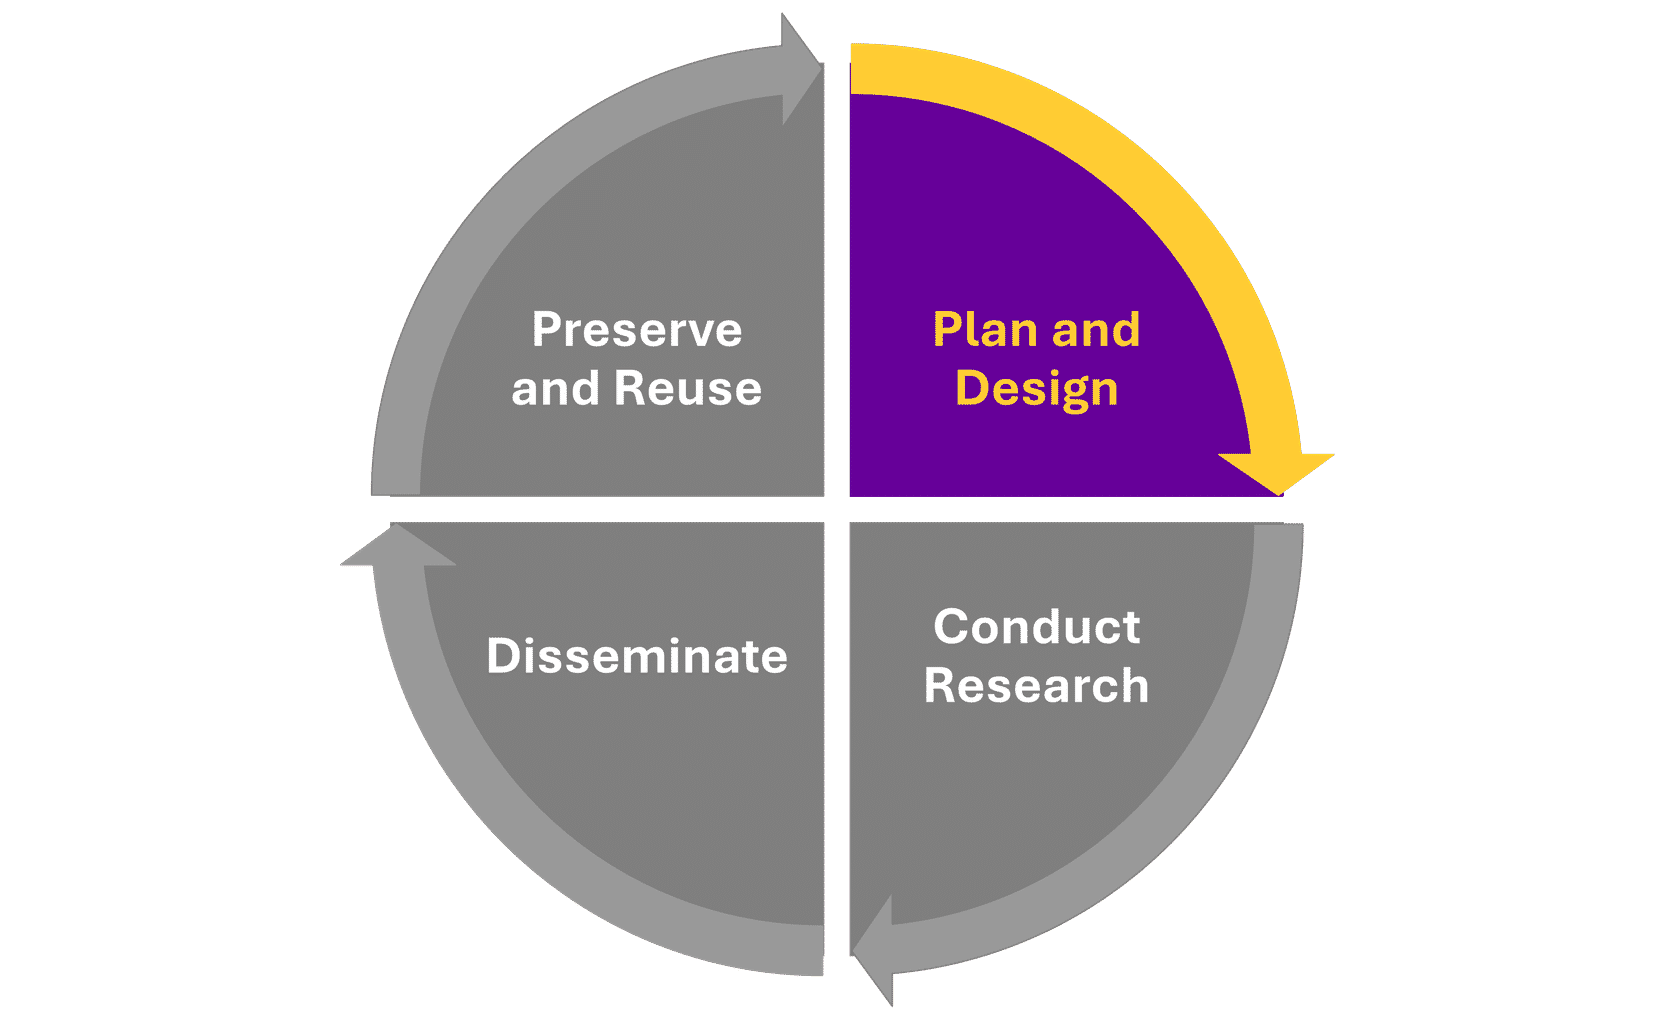 Preserve
and Reuse
Plan and
Design
Disseminate
Conduct
Research